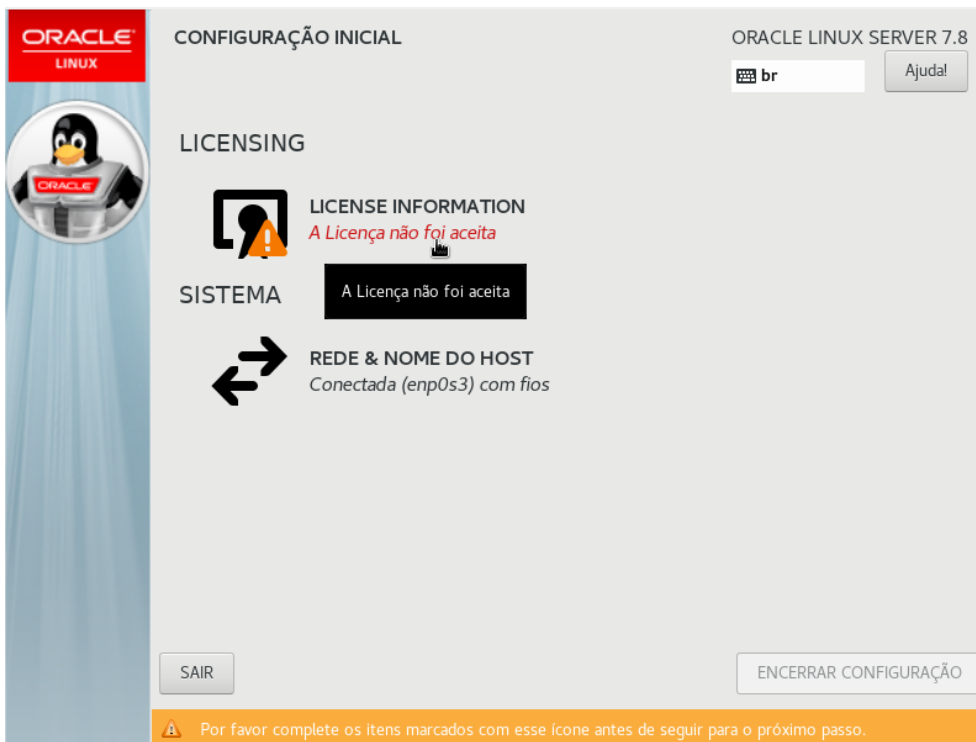 ORACLE
LINUX
ORACLE
CONFIGURAÇÃO INICIAL
ORACLE LINUX SERVER 7.8
br
Ajuda!
LICENSING
LICENSE INFORMATION
A Licença não foi aceita
A Licença não foi aceita
SISTEMA
REDE & NOME DO HOST
Conectada (enp0s3) com fios
SAIR
ENCERRAR CONFIGURAÇÃO
Por favor complete os itens marcados com esse ícone antes de seguir para o próximo passo.